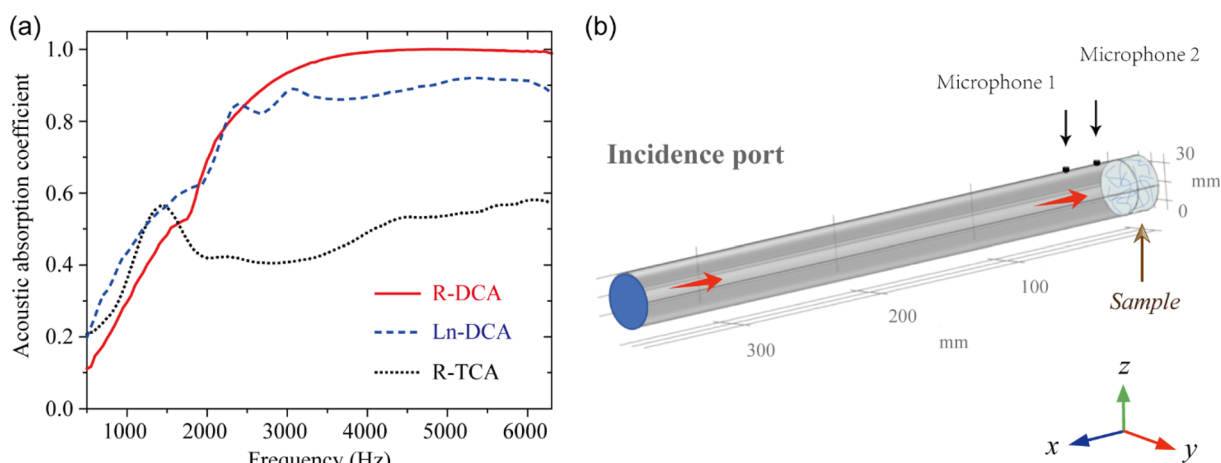 (a)
Acoustic absorption coefficient
1.0
0.8
0.6
0.4
0.2
0.0
R-DCA
Ln-DCA
R-TCA
1000 2000 3000 4000 5000 6000
Frequency (Hz)
(b)
Microphone 2
Microphone 1
Incidence port
30
mm
0
100
Sample
200
mm
300
z
x
y